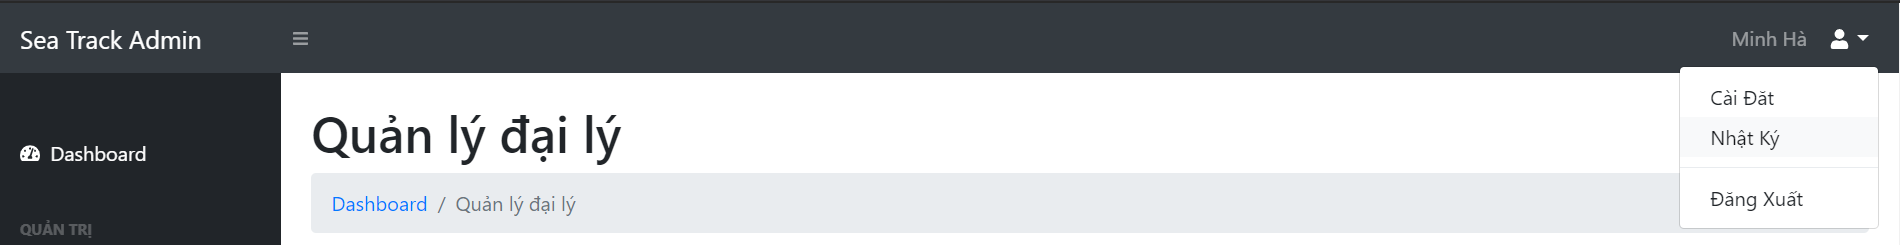 Sea Track Admin
Minh Hà
Cài Đăt
Nhật Ký
Đăng Xuất
Dashboard
QUẢN TRỊ
Quản lý đại lý
Dashboard / Quản lý đại lý